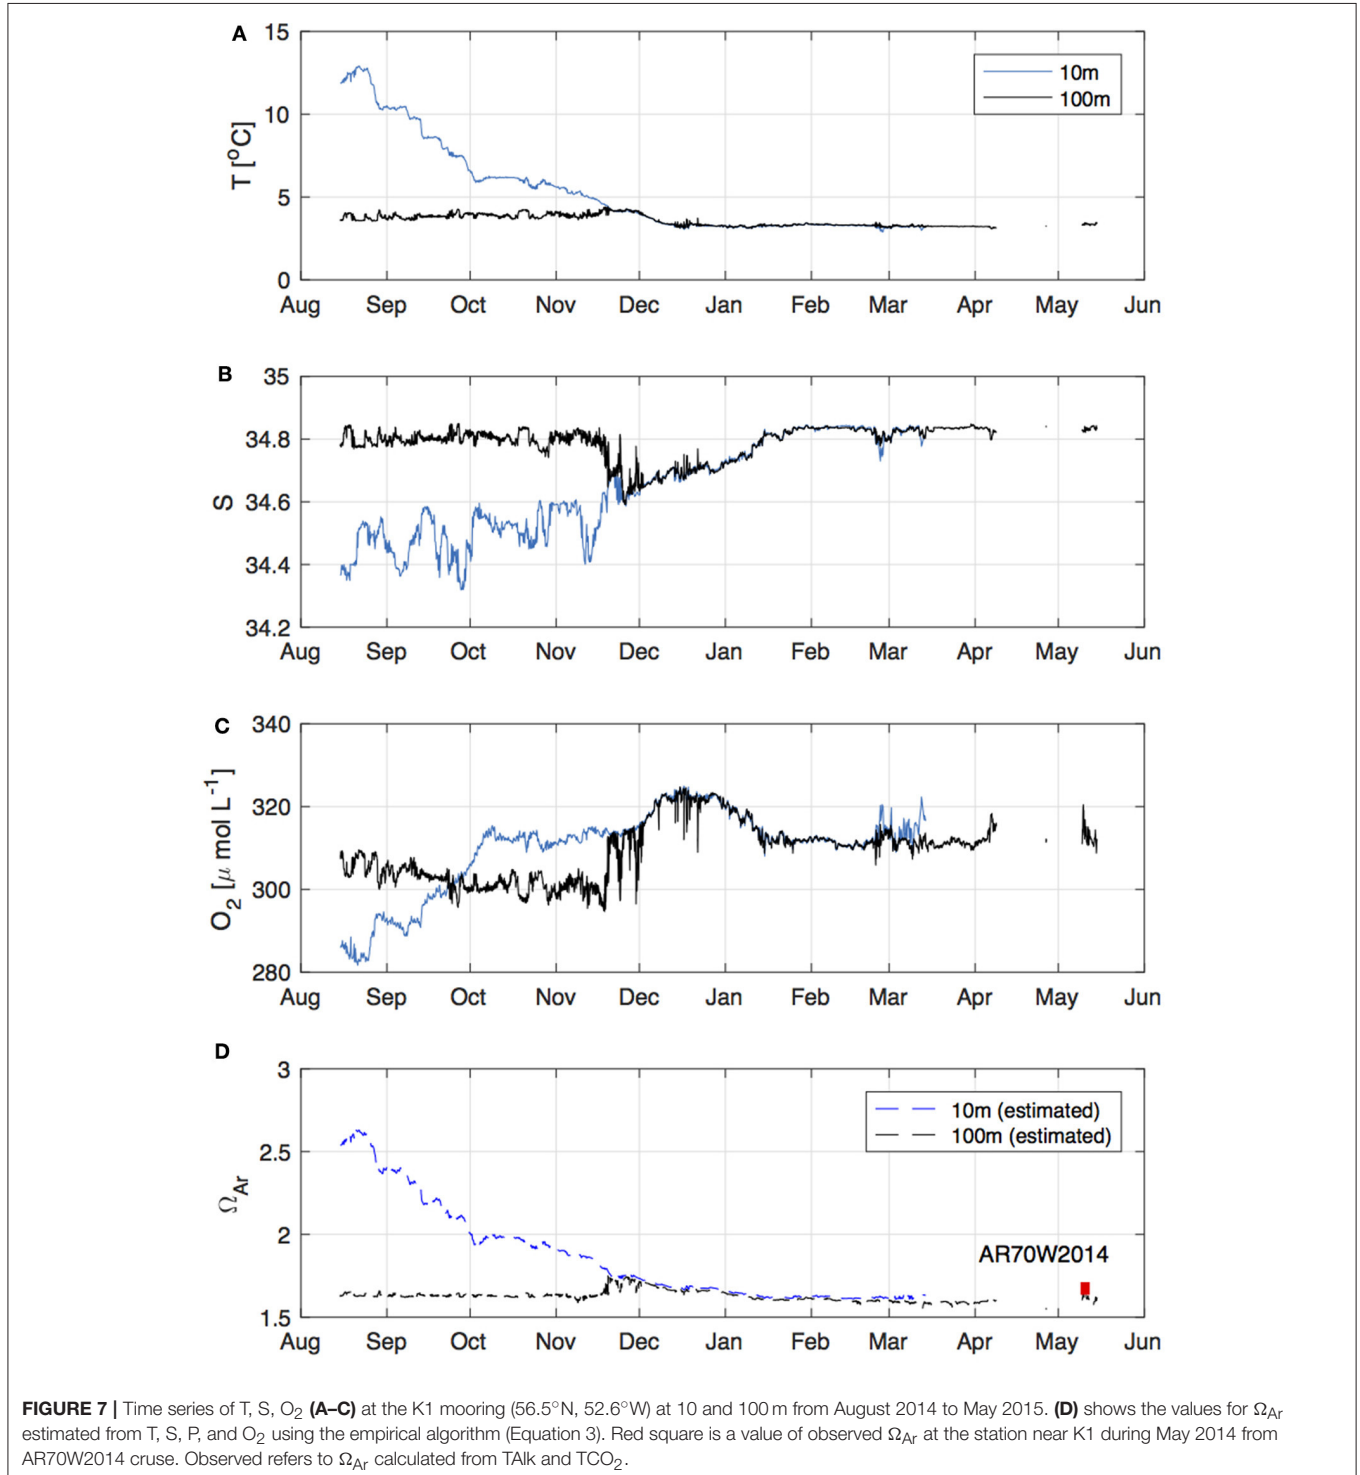 A
15
10
5
0
T [°C]
10m
100m
Aug Sep Oct Nov Dec Jan Feb Mar Apr May Jun
B
35
34.8
34.6
34.4
34.2
S
Aug Sep Oct Nov Dec Jan Feb Mar Apr May Jun
C
340
320
300
280
O₂ [μ mol L⁻¹]
Aug Sep Oct Nov Dec Jan Feb Mar Apr May Jun
D
3
2.5
2
1.5
Ω_Ar
10m (estimated)
100m (estimated)
AR70W2014
Aug Sep Oct Nov Dec Jan Feb Mar Apr May Jun
FIGURE 7 | Time series of T, S, O₂ (A–C) at the K1 mooring (56.5°N, 52.6°W) at 10 and 100 m from August 2014 to May 2015. (D) shows the values for Ω_Ar
estimated from T, S, P, and O₂ using the empirical algorithm (Equation 3). Red square is a value of observed Ω_Ar at the station near K1 during May 2014 from
AR70W2014 cruse. Observed refers to Ω_Ar calculated from TAlk and TCO₂.